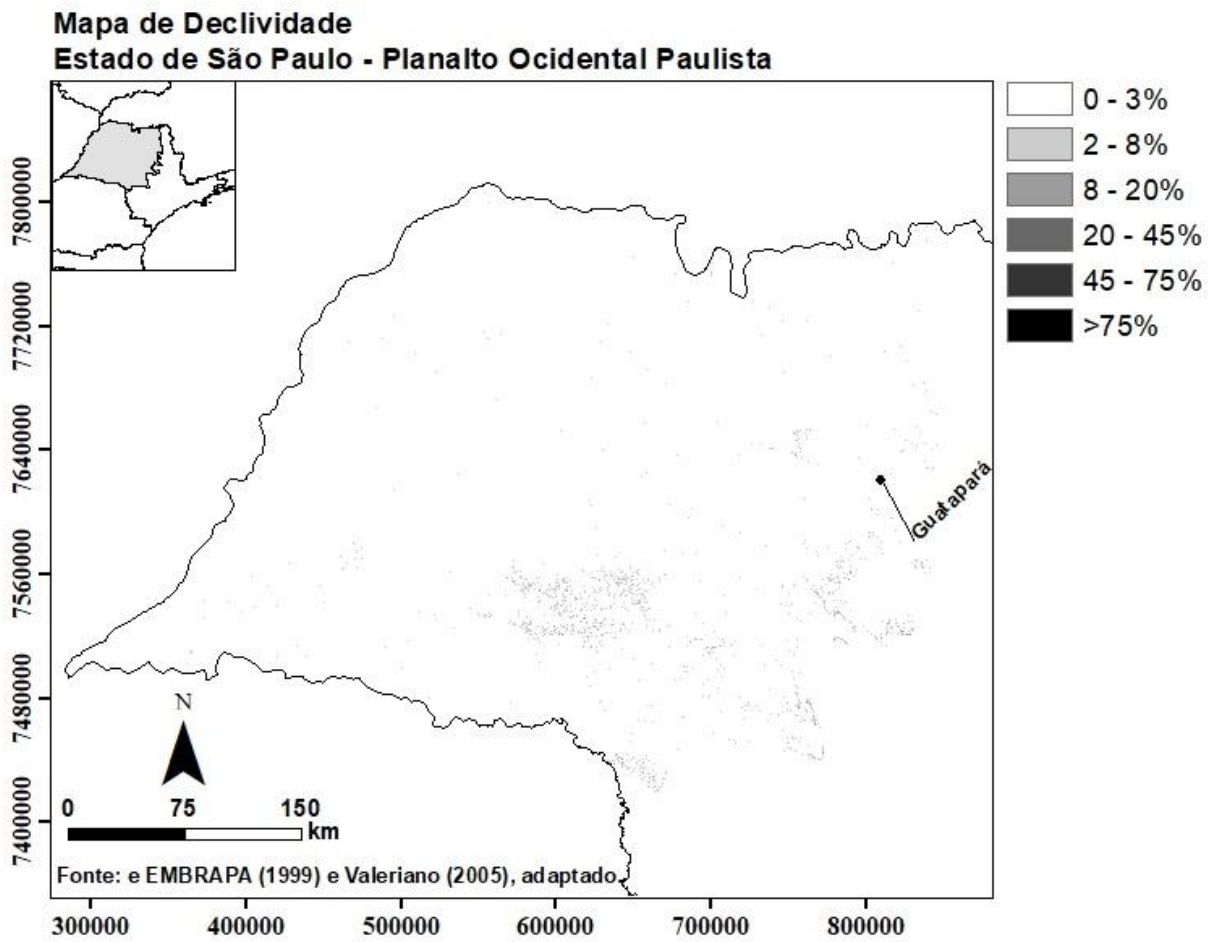 Mapa de Declividade
Estado de São Paulo - Planalto Ocidental Paulista
0 - 3%
2 - 8%
8 - 20%
20 - 45%
45 - 75%
>75%
7800000
7720000
7640000
7560000
7480000
7400000
Guatapará
N
0 75 150
km
Fonte: e EMBRAPA (1999) e Valeriano (2005), adaptado.
300000 400000 500000 600000 700000 800000